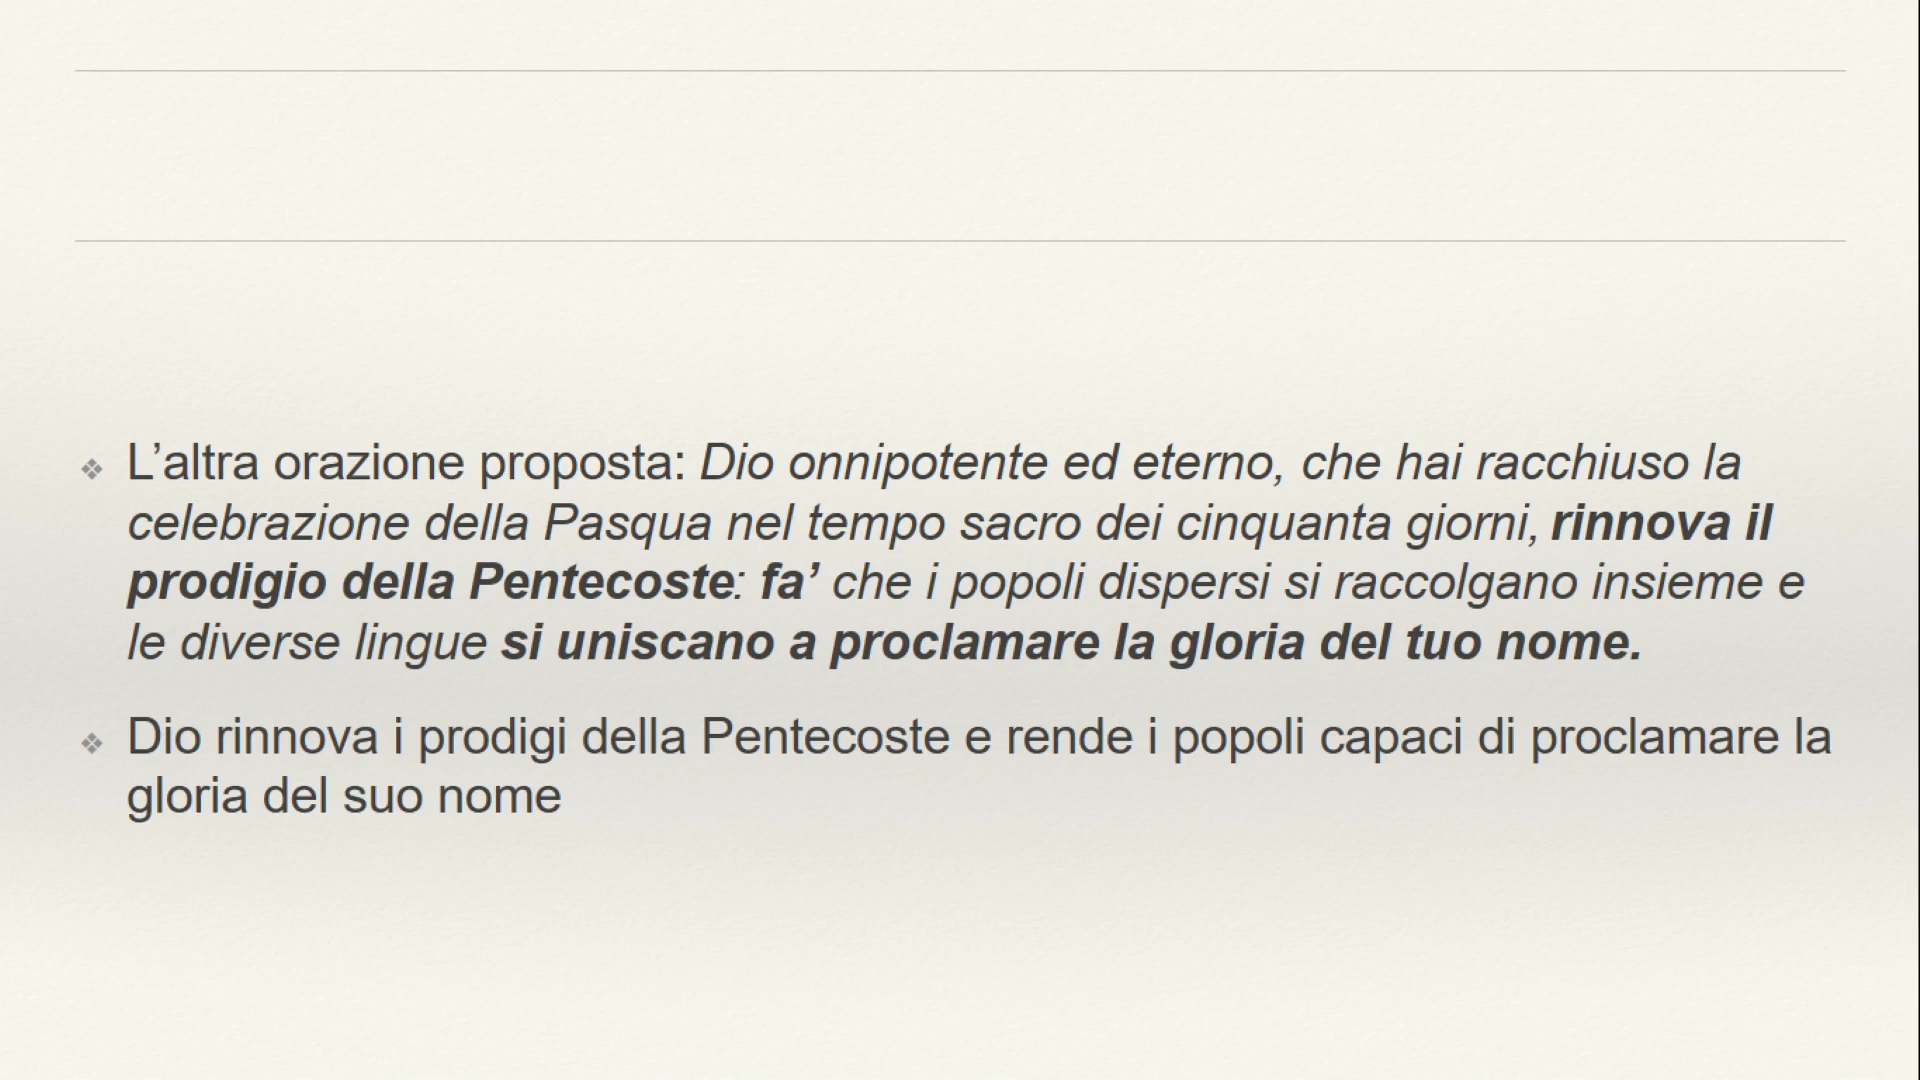 ❖ L’altra orazione proposta: Dio onnipotente ed eterno, che hai racchiuso la
celebrazione della Pasqua nel tempo sacro dei cinquanta giorni, rinnova il
prodigio della Pentecoste: fa’ che i popoli dispersi si raccolgano insieme e
le diverse lingue si uniscano a proclamare la gloria del tuo nome.
❖ Dio rinnova i prodigi della Pentecoste e rende i popoli capaci di proclamare la
gloria del suo nome